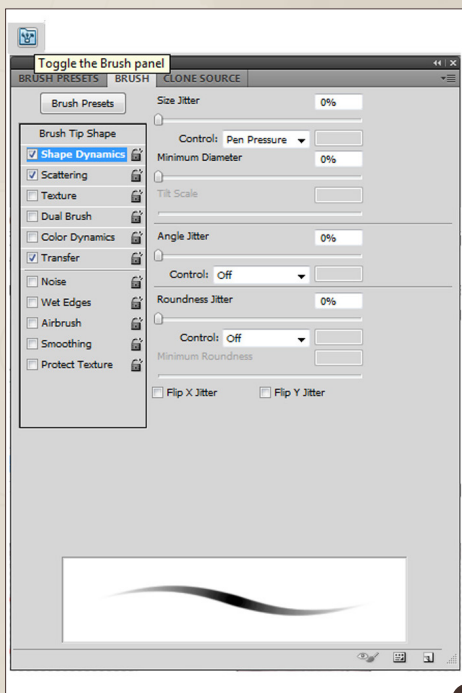 Toggle the Brush panel
BRUSH PRESETS BRUSH CLONE SOURCE
Brush Presets
Brush Tip Shape
Shape Dynamics
Scattering
Texture
Dual Brush
Color Dynamics
Transfer
Noise
Wet Edges
Airbrush
Smoothing
Protect Texture
Size Jitter 0%
Control: Pen Pressure
Minimum Diameter 0%
Tilt Scale
Angle Jitter 0%
Control: Off
Roundness Jitter 0%
Control: Off
Minimum Roundness
Flip X Jitter Flip Y Jitter